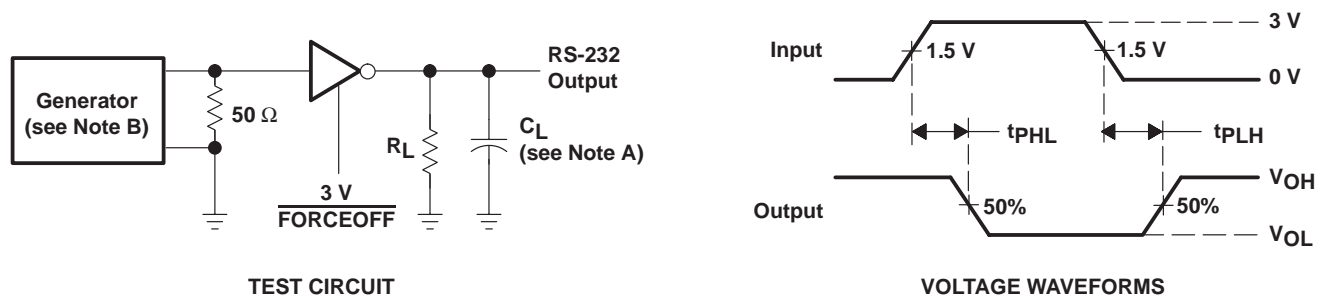 Generator
(see Note B)
50 Ω
3 V
FORCEOFF
RL
CL
(see Note A)
RS-232
Output
TEST CIRCUIT
Input
1.5 V
1.5 V
3 V
0 V
tPHL
tPLH
Output
50%
50%
VOH
VOL
VOLTAGE WAVEFORMS